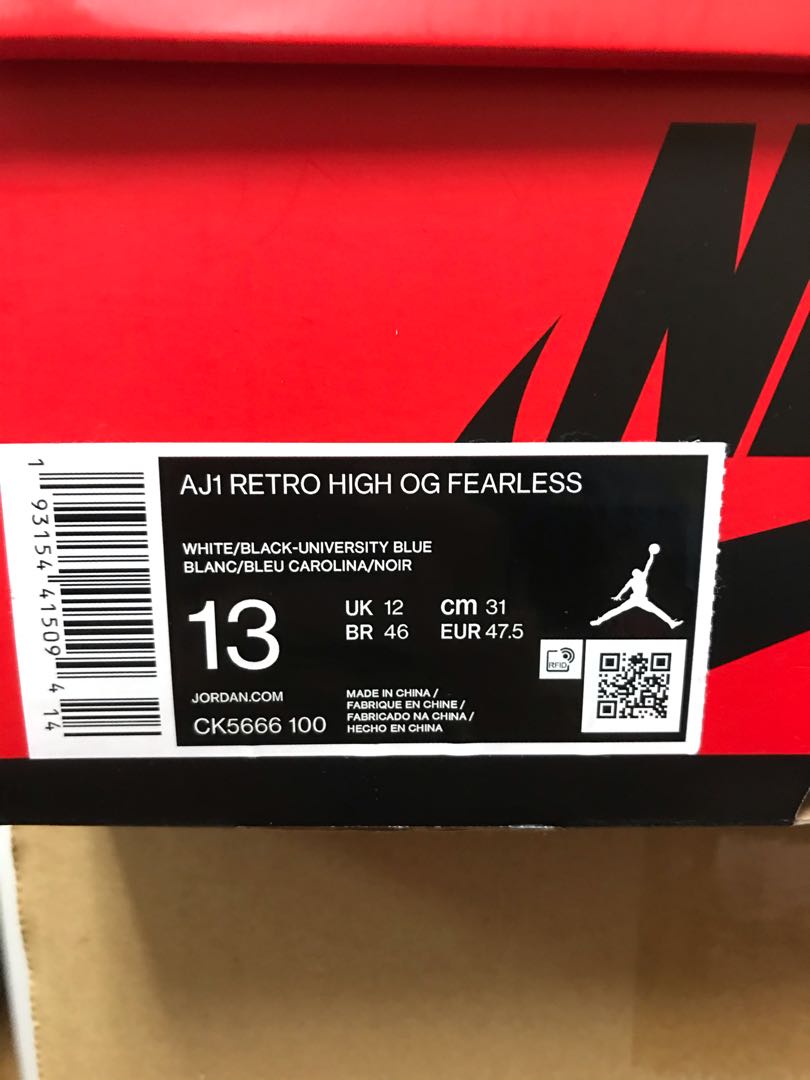 AJ1 RETRO HIGH OG FEARLESS
WHITE/BLACK-UNIVERSITY BLUE
BLANC/BLEU CAROLINA/NOIR
13
UK 12 cm 31
BR 46 EUR 47.5
RFID
JORDAN.COM
CK5666 100
MADE IN CHINA /
FABRIQUE EN CHINE /
FABRICADO NA CHINA /
HECHO EN CHINA
1 93154 41509 4 14